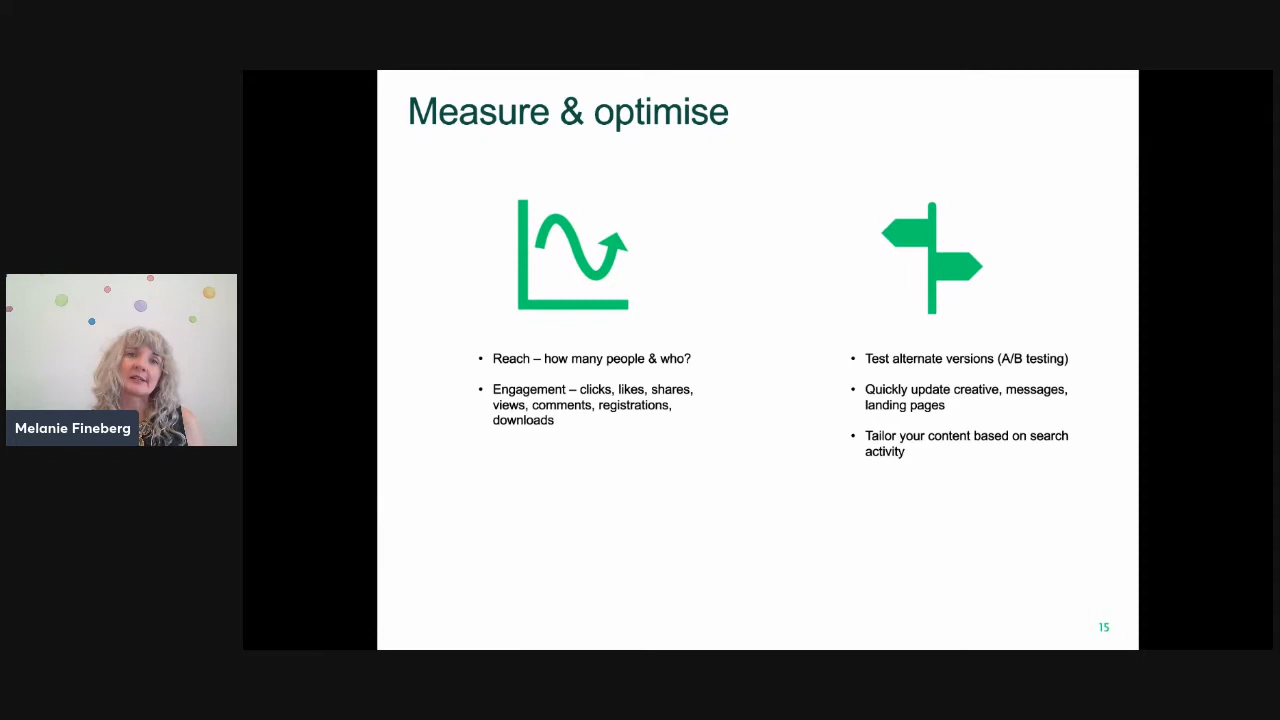 Measure & optimise
• Reach – how many people & who?
• Engagement – clicks, likes, shares,
views, comments, registrations,
downloads
• Test alternate versions (A/B testing)
• Quickly update creative, messages,
landing pages
• Tailor your content based on search
activity
Melanie Fineberg
15